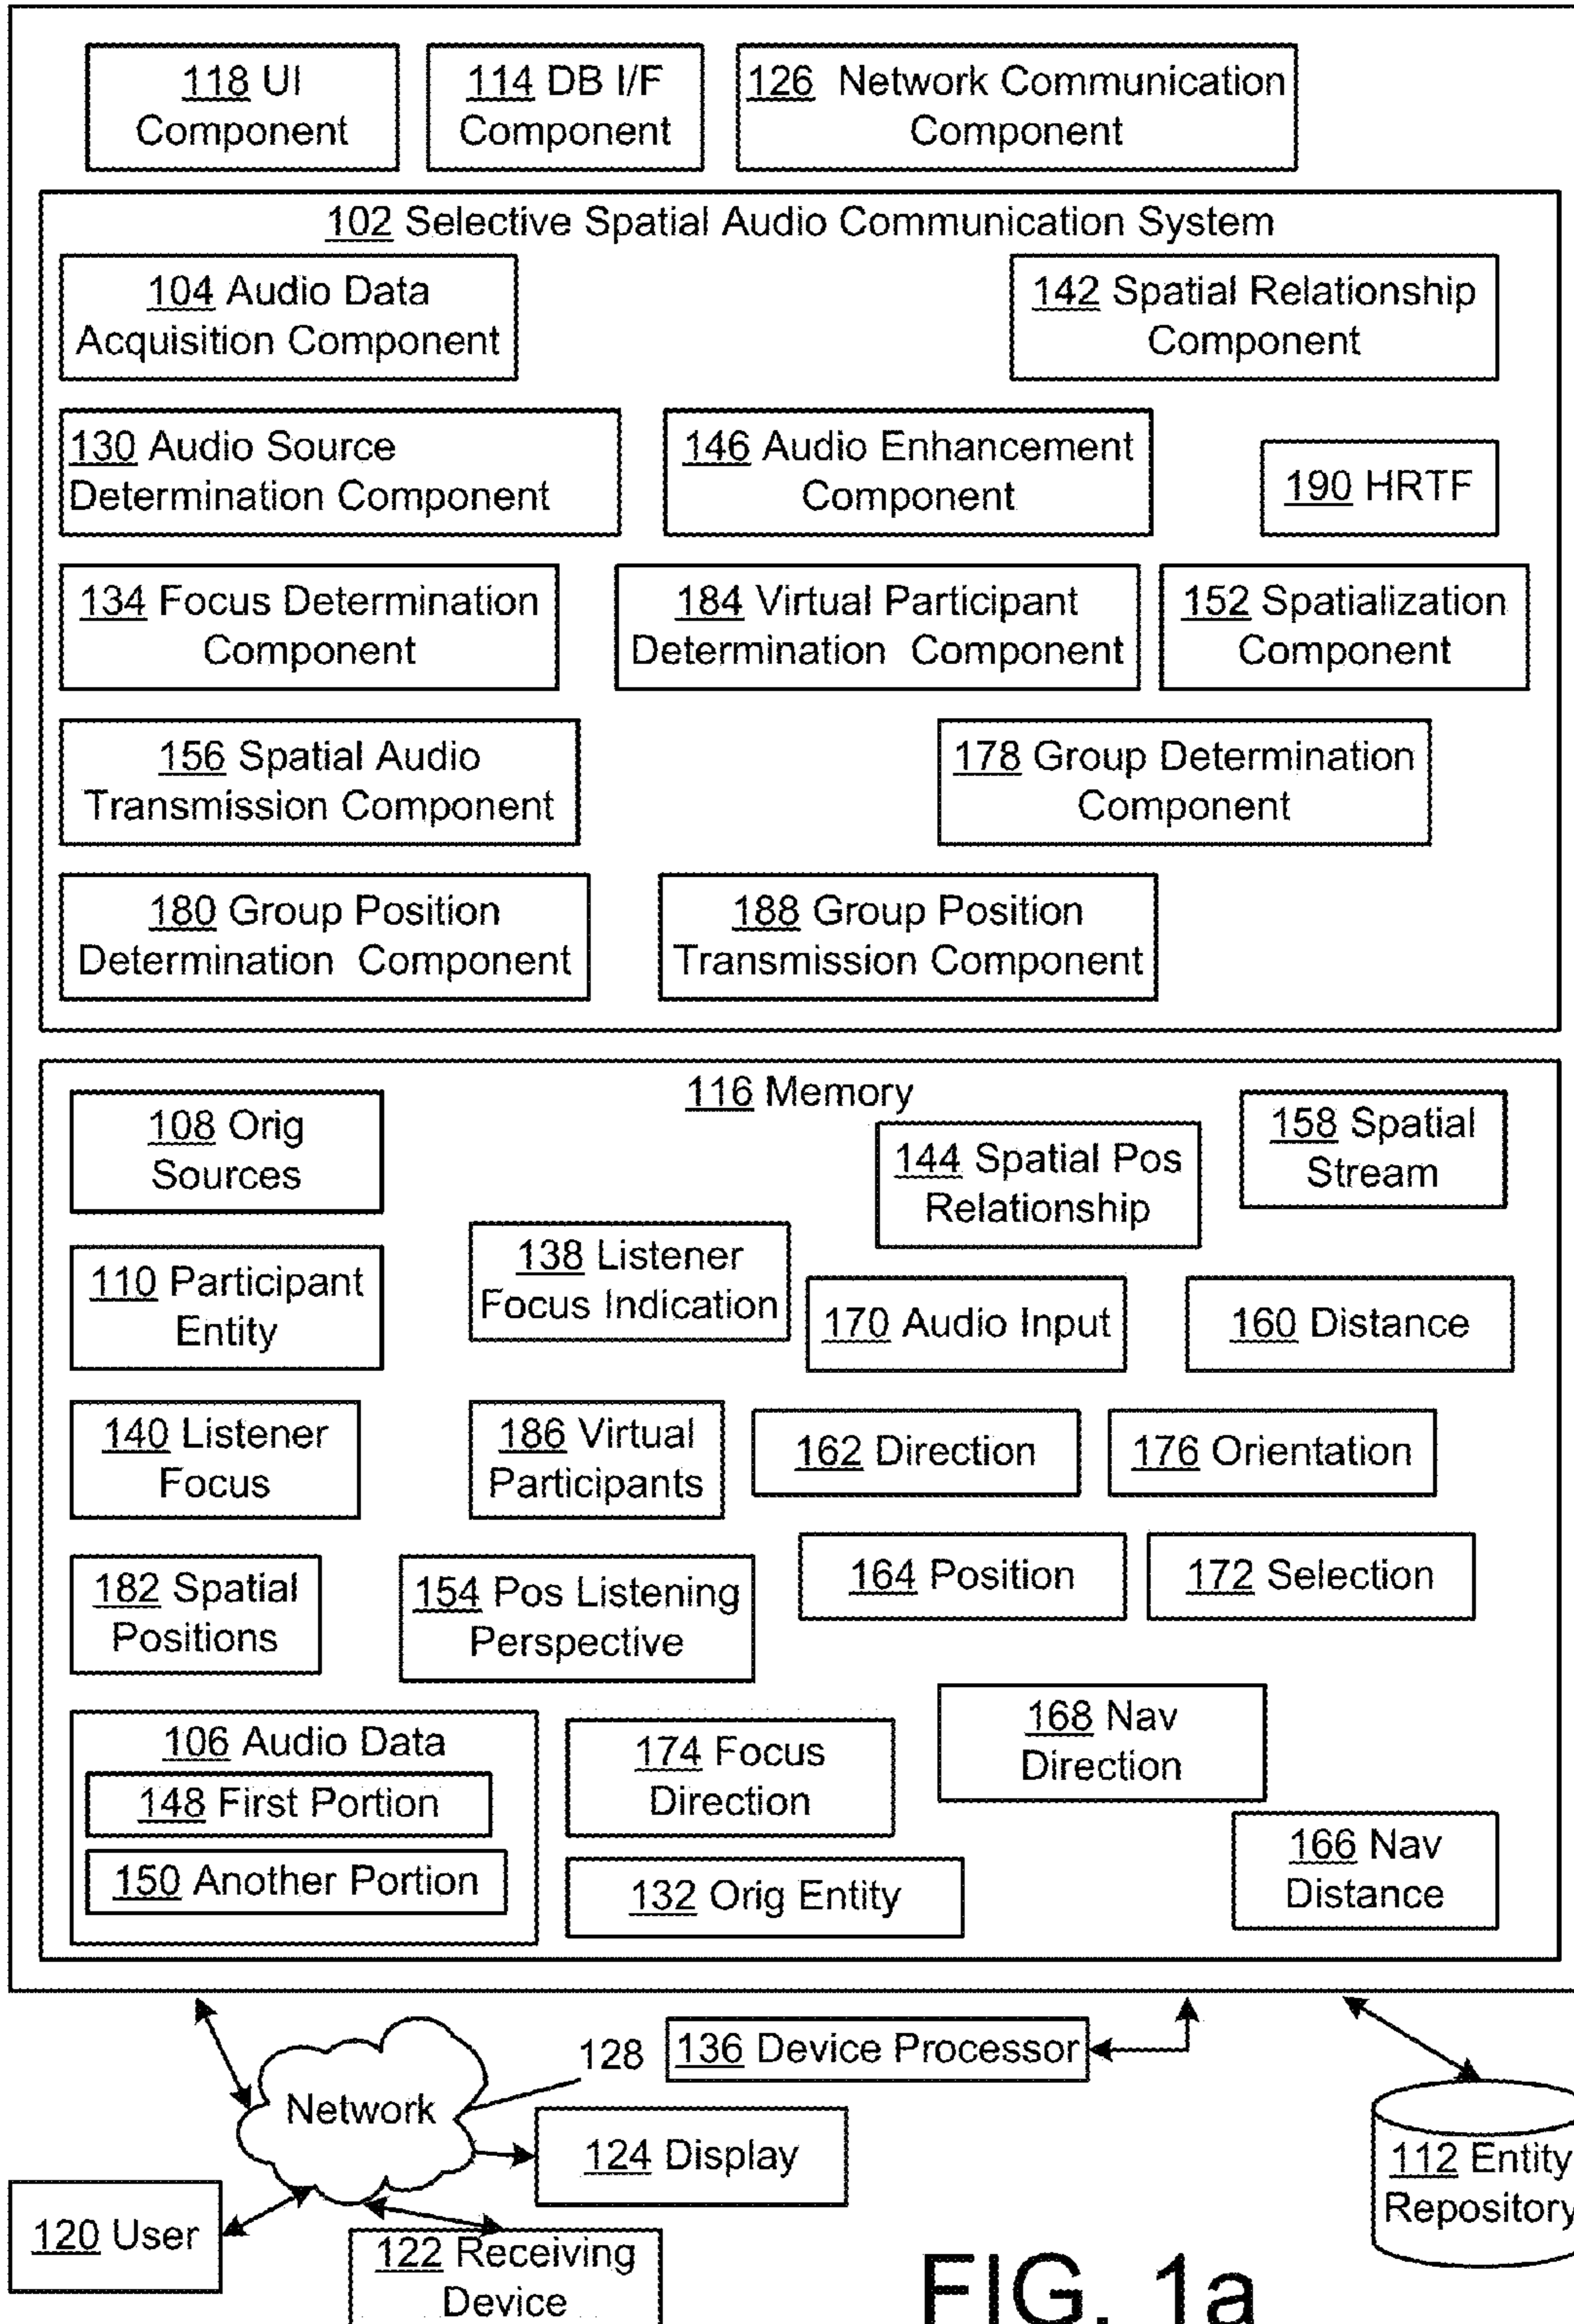 118 UI
Component
114 DB I/F
Component
126 Network Communication
Component
102 Selective Spatial Audio Communication System
104 Audio Data
Acquisition Component
142 Spatial Relationship
Component
130 Audio Source
Determination Component
146 Audio Enhancement
Component
190 HRTF
134 Focus Determination
Component
184 Virtual Participant
Determination Component
152 Spatialization
Component
156 Spatial Audio
Transmission Component
178 Group Determination
Component
180 Group Position
Determination Component
188 Group Position
Transmission Component
116 Memory
108 Orig
Sources
144 Spatial Pos
Relationship
158 Spatial
Stream
110 Participant
Entity
138 Listener
Focus Indication
170 Audio Input
160 Distance
140 Listener
Focus
186 Virtual
Participants
162 Direction
176 Orientation
182 Spatial
Positions
154 Pos Listening
Perspective
164 Position
172 Selection
106 Audio Data
148 First Portion
150 Another Portion
174 Focus
Direction
168 Nav
Direction
132 Orig Entity
166 Nav
Distance
128
136 Device Processor
Network
124 Display
112 Entity
Repository
120 User
122 Receiving
Device
FIG. 1a